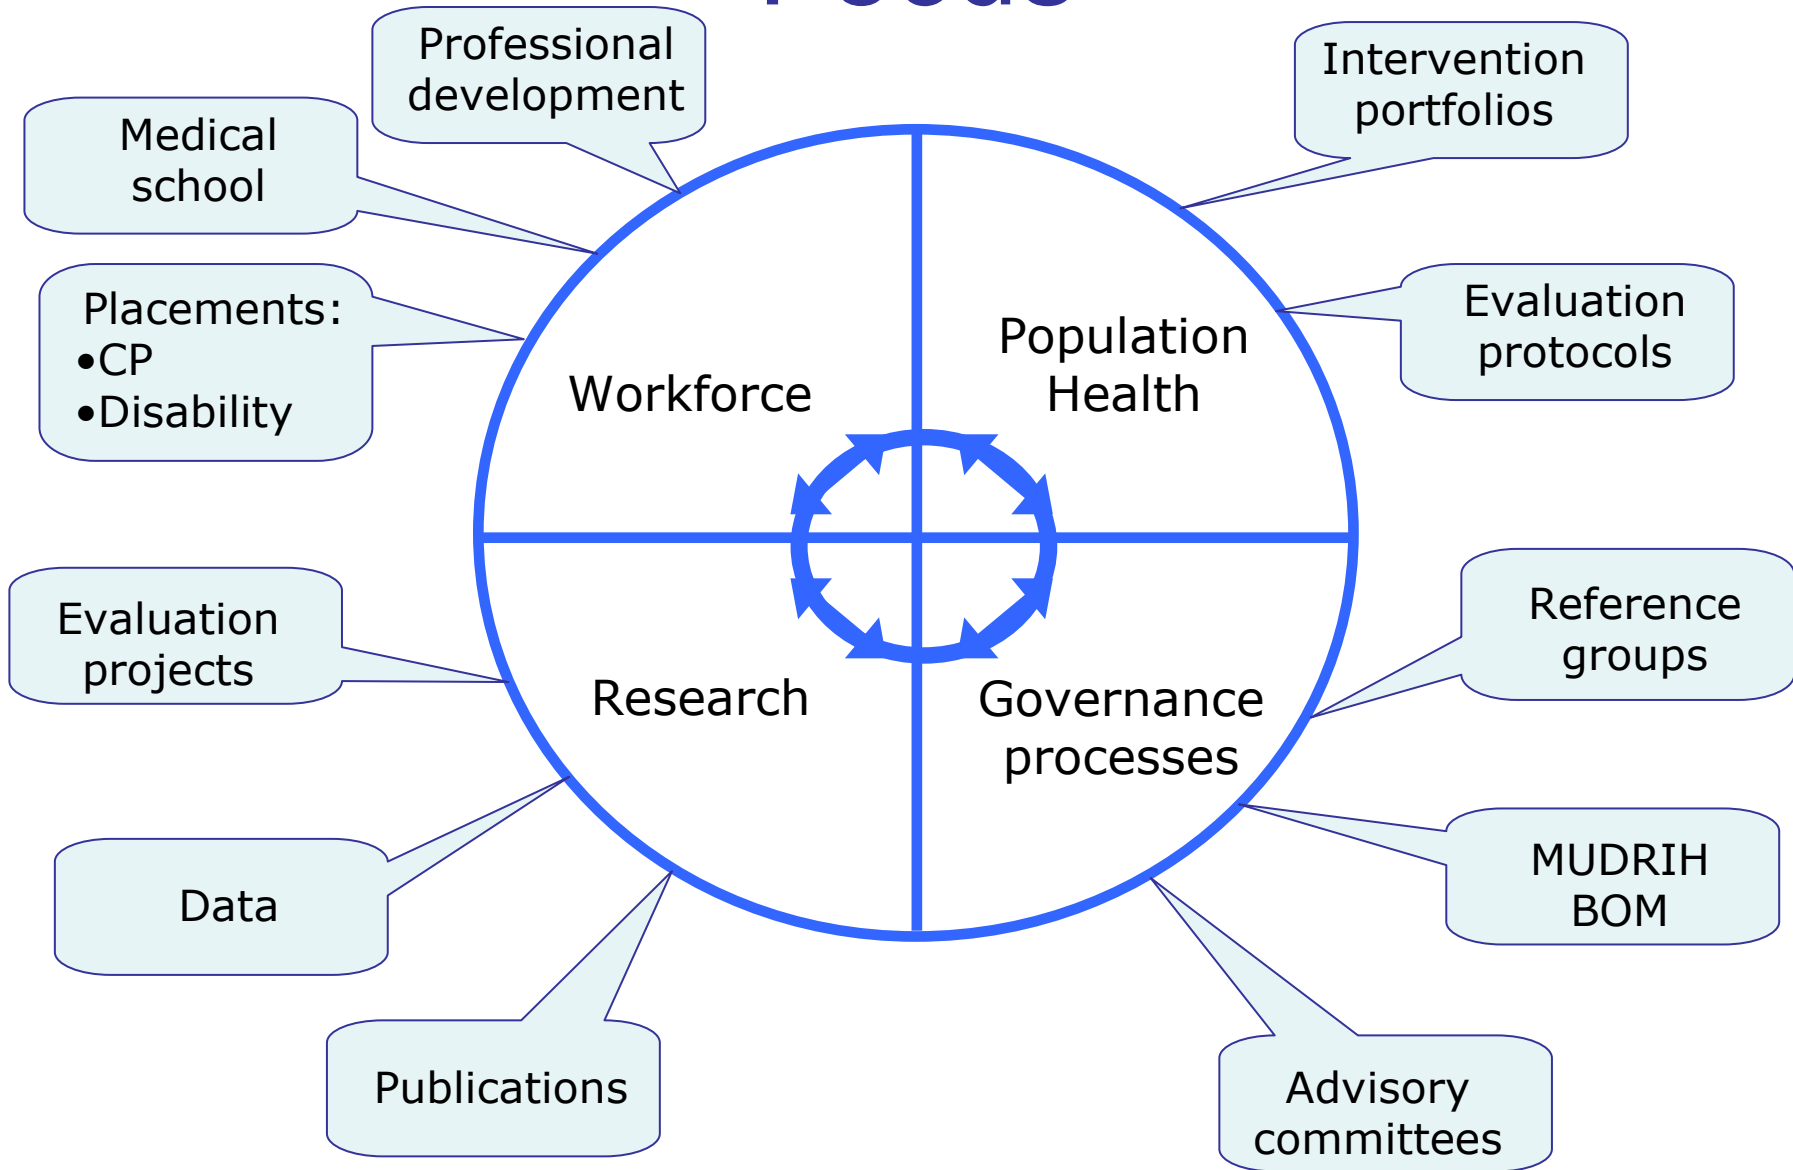 Focus
Professional
development
Intervention
portfolios
Medical
school
Placements:
•CP
•Disability
Evaluation
protocols
Workforce
Population
Health
Evaluation
projects
Research
Governance
processes
Reference
groups
Data
MUDRIH
BOM
Publications
Advisory
committees